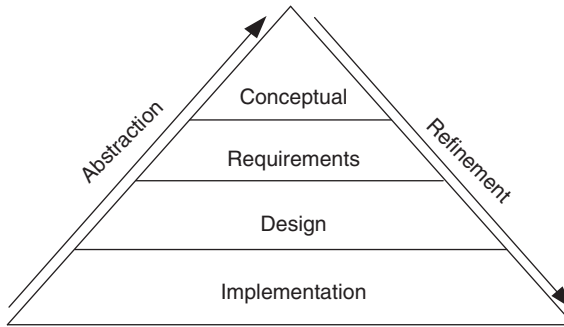 Conceptual
Abstraction
Refinement
Requirements
Design
Implementation